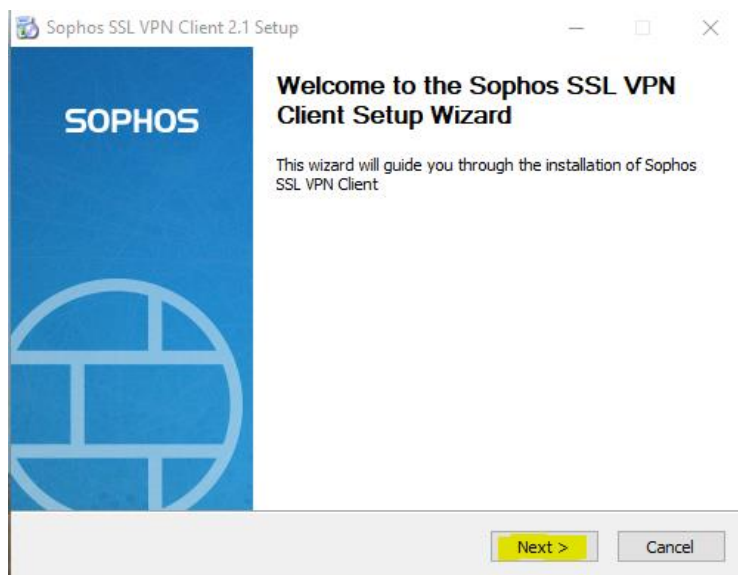 Sophos SSL VPN Client 2.1 Setup
SOPHOS
Welcome to the Sophos SSL VPN
Client Setup Wizard
This wizard will guide you through the installation of Sophos
SSL VPN Client
Next >
Cancel